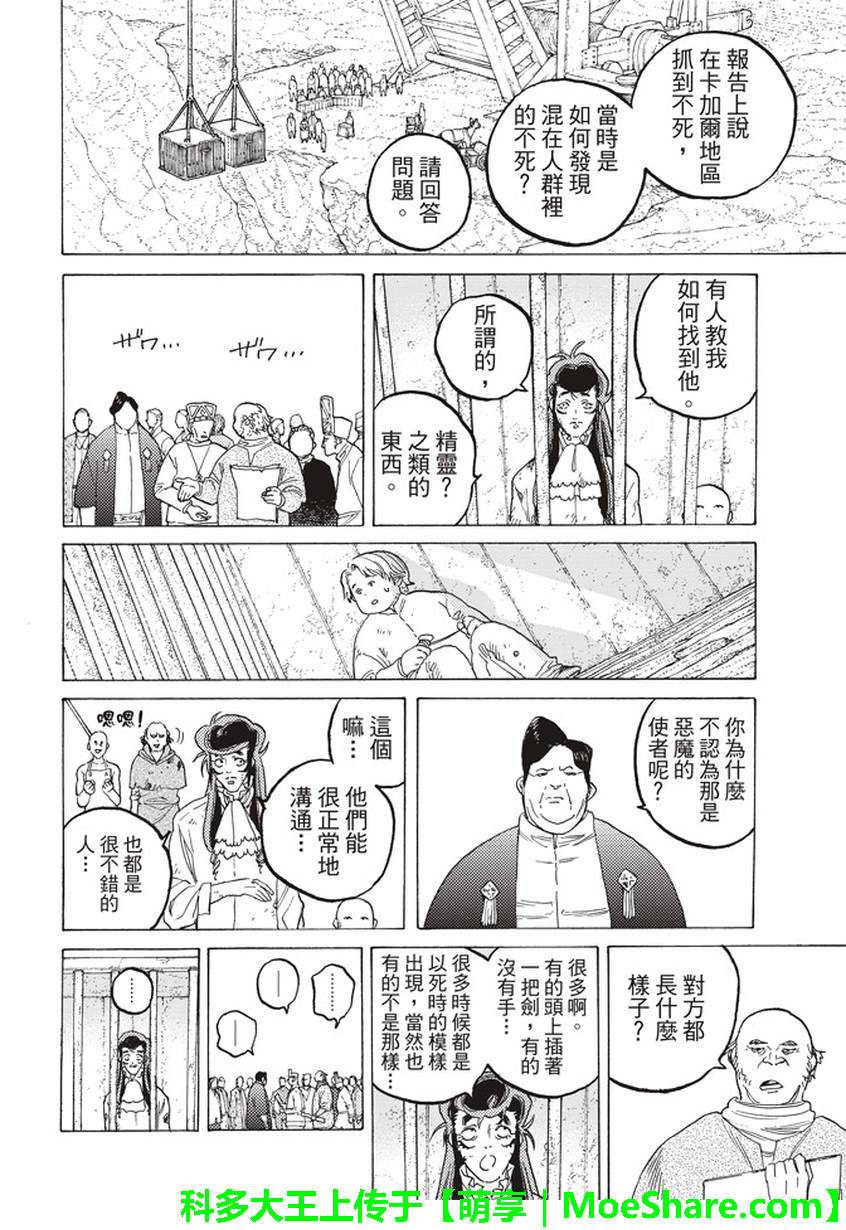 報告上說
在卡加爾地區
抓到不死，
當時是
如何發現
混在人群裡
的不死？
請回答
問題。
有人教我
如何找到他。
所謂的，
精靈？
之類的
東西。
ザワ…
ザワ…
你為什麼
不認為那是
惡魔的
使者呢？
這個
嘛…
他們能
很正常地
溝通…
嗯嗯！
也都是
很不錯的
人…
對方都
長什麼
樣子？
很多啊。
有的頭上插著
一把劍，有的
沒有手…
很多時候都是
以死時的模樣
出現，當然也
有的不是那樣…
……
—
—
…
科多大王上传于【萌享｜MoeShare.com】